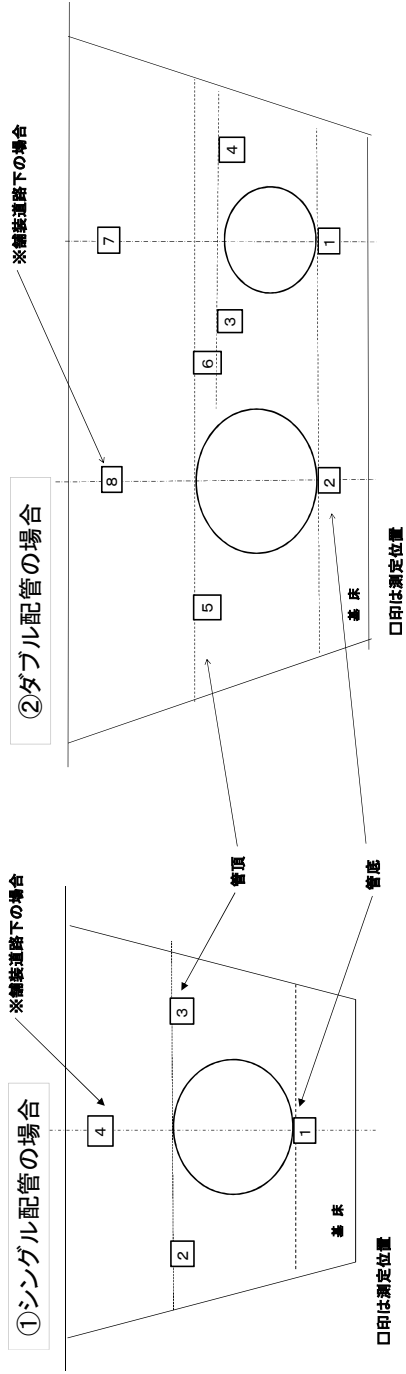 ①シングル配管の場合
※舗装道路下の場合
4
2
3
1
基 床
□印は測定位置
管頂
管底
②ダブル配管の場合
※舗装道路下の場合
8
7
5
6
3
4
2
1
基 床
□印は測定位置